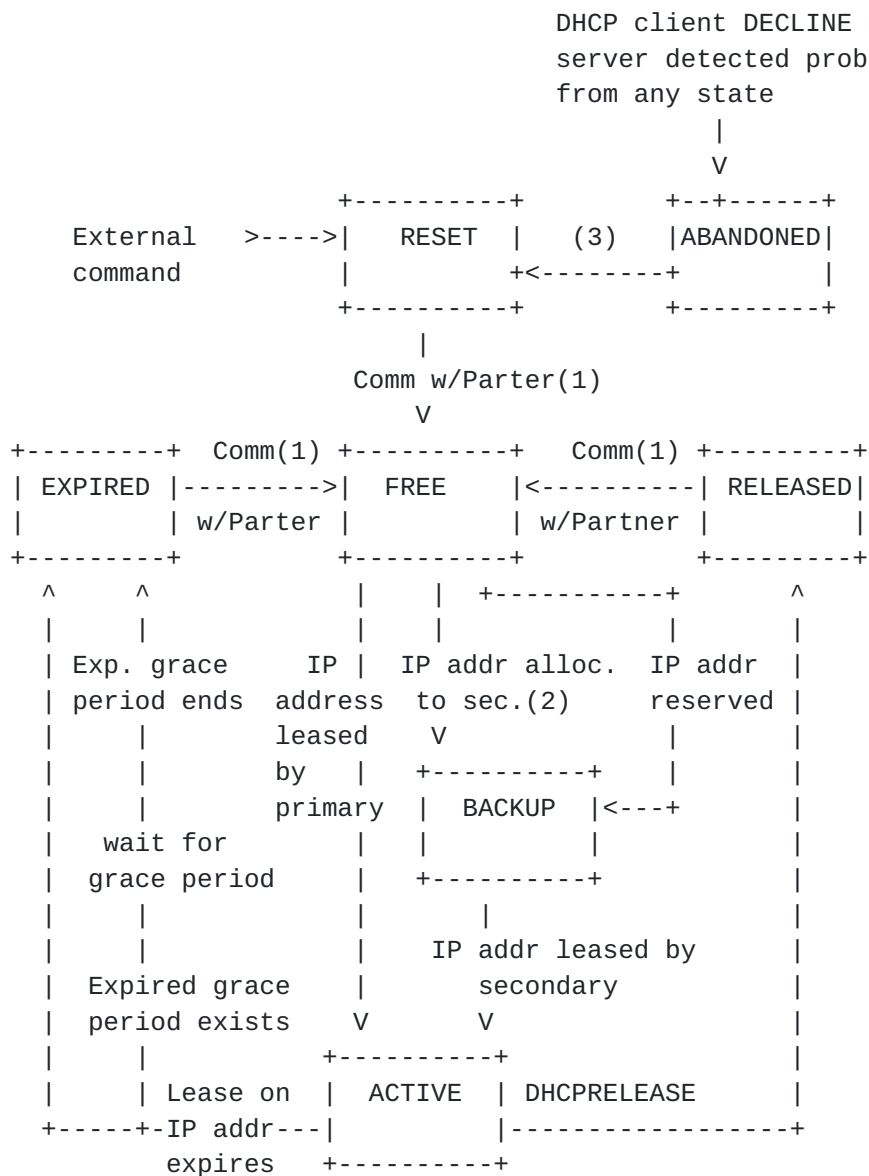 DHCP client DECLINE
server detected prob
from any state
|
V
+----------+ +--+------+
External >---->| RESET | (3) |ABANDONED|
command | +<--------+ |
+----------+ +---------+
|
Comm w/Parter(1)
V
+---------+ Comm(1) +----------+ Comm(1) +---------+
| EXPIRED |--------->| FREE |<----------| RELEASED|
| | w/Parter | | w/Partner | |
+---------+ +----------+ +---------+
^ ^ | | +-----------+ ^
| | | | | |
| Exp. grace IP | IP addr alloc. IP addr |
| period ends address to sec.(2) reserved |
| | leased V | |
| | by | +----------+ | |
| | primary | BACKUP |<---+ |
| wait for | | | |
| grace period | +----------+ |
| | | | |
| | | IP addr leased by |
| Expired grace | secondary |
| period exists V V |
| | +----------+ |
| | Lease on | ACTIVE | DHCPRELEASE |
+-----+-IP addr---| |------------------+
expires +----------+